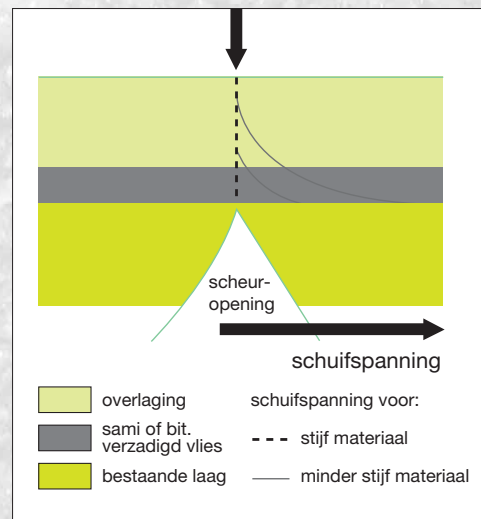 scheur-
opening
schuifspanning
overlaging
sami of bit.
verzadigd vlies
bestaande laag
schuifspanning voor:
stijf materiaal
minder stijf materiaal